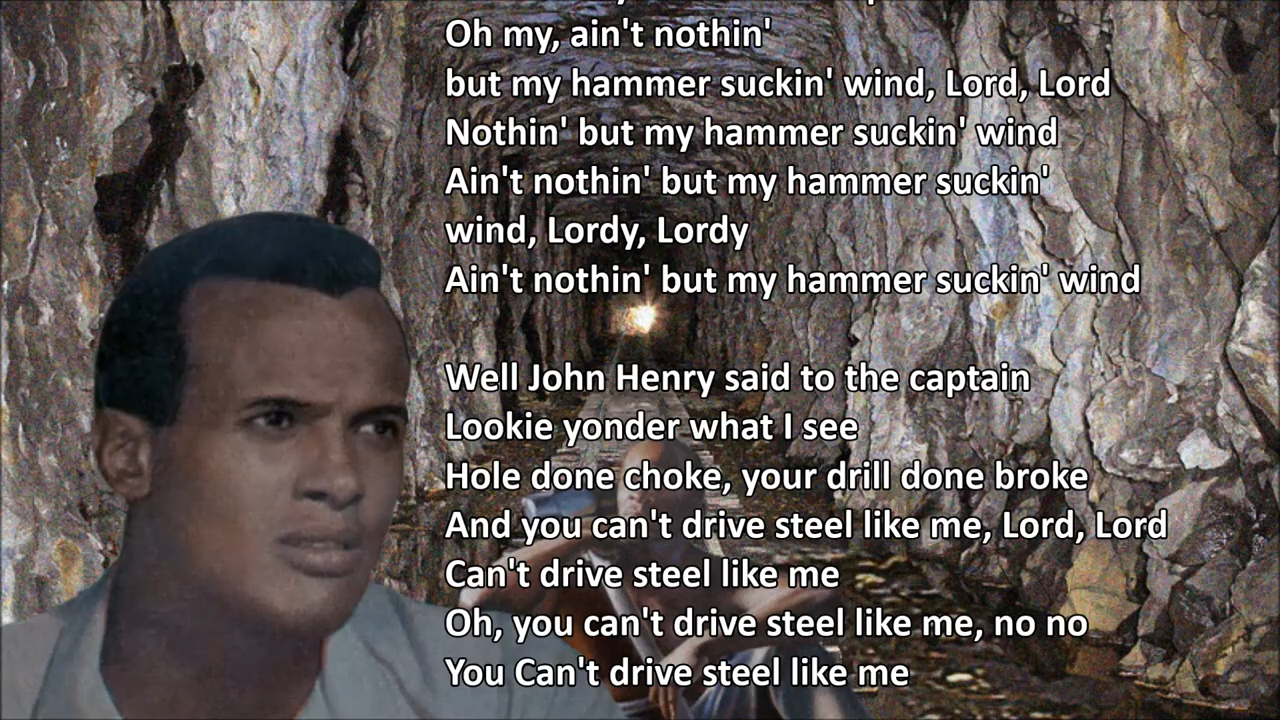 Oh my, ain't nothin'
but my hammer suckin' wind, Lord, Lord
Nothin' but my hammer suckin' wind
Ain't nothin' but my hammer suckin'
wind, Lordy, Lordy
Ain't nothin' but my hammer suckin' wind
Well John Henry said to the captain
Lookie yonder what I see
Hole done choke, your drill done broke
And you can't drive steel like me, Lord, Lord
Can't drive steel like me
Oh, you can't drive steel like me, no no
You Can't drive steel like me